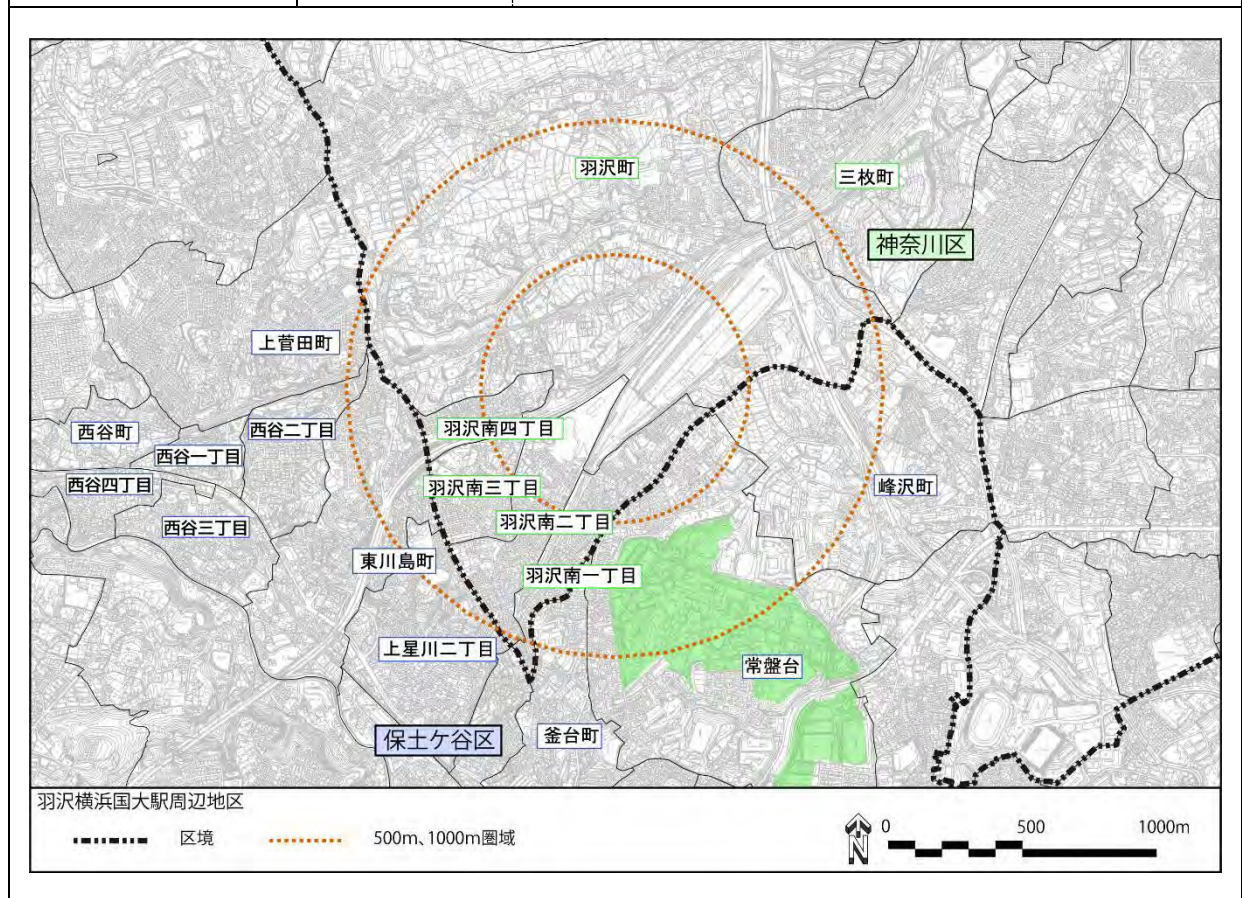 羽沢町
三枚町
神奈川区
上菅田町
羽沢南四丁目
西谷二丁目
西谷町
西谷一丁目
西谷四丁目
羽沢南三丁目
峰沢町
西谷三丁目
羽沢南二丁目
東川島町
羽沢南一丁目
上星川二丁目
常盤台
保土ケ谷区
釜台町
羽沢横浜国大駅周辺地区
区境
500m、1000m圏域
N
0 500 1000m